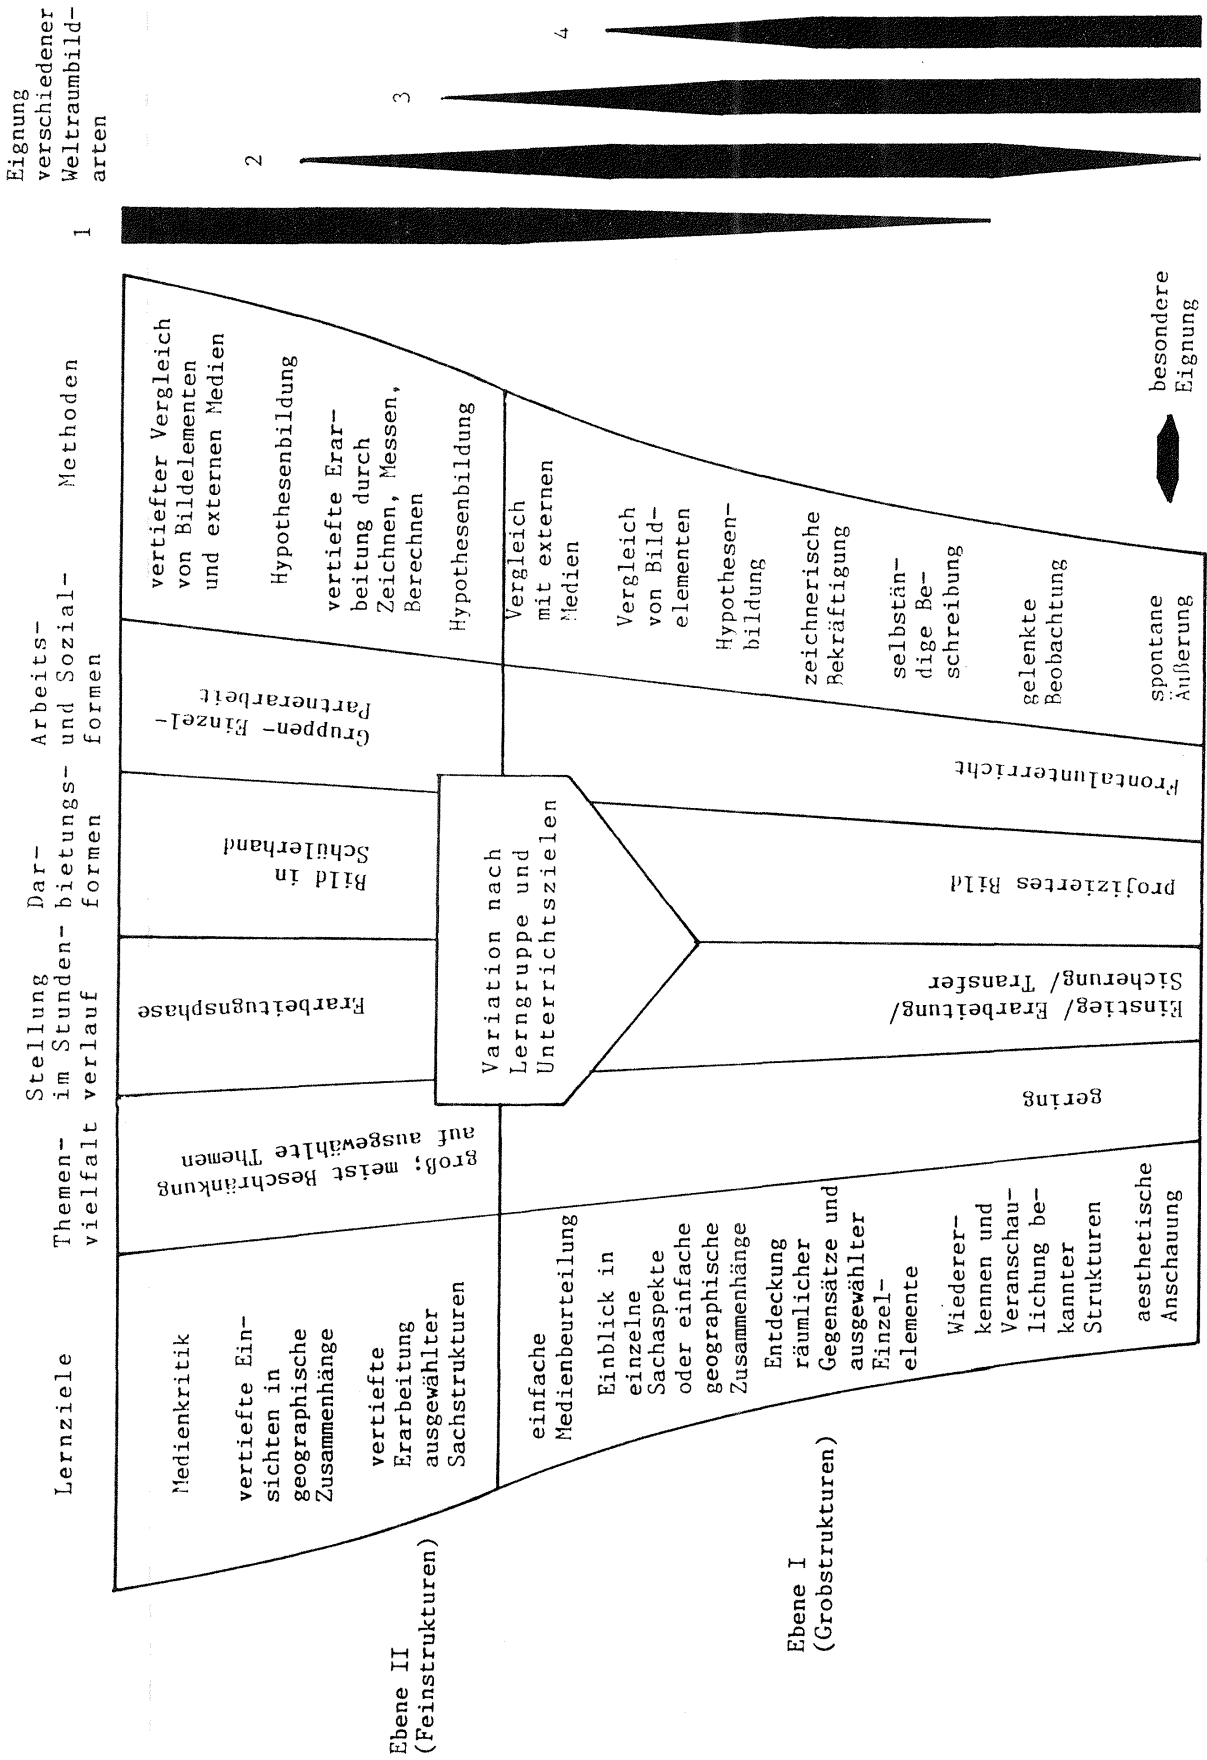 Lernziele
Themen-
vielfalt
Stellung
im Stunden-
verlauf
Dar-
bietungs-
formen
Arbeits-
und Sozial-
formen
Methoden
Eignung
verschiedener
Weltraumbild-
arten
1
2
3
4
Ebene II
(Feinstrukturen)
Medienkritik
vertiefte Ein-
sichten in
geographische
Zusammenhänge
vertiefte
Erarbeitung
ausgewählter
Sachstrukturen
groß; meist Beschränkung
auf ausgewählte Themen
Erarbeitugnsphase
Bild in
Schülerhand
Gruppen- Einzel-
Partnerarbeit
vertiefter Vergleich
von Bildelementen
und externen Medien
Hypothesenbildung
vertiefte Erar-
beitung durch
Zeichnen, Messen,
Berechnen
Hypothesenbildung
Variation nach
Lerngruppe und
Unterrichtszielen
Ebene I
(Grobstrukturen)
einfache
Medienbeurteilung
Einblick in
einzelne
Sachaspekte
oder einfache
geographische
Zusammenhänge
Entdeckung
räumlicher
Gegensätze und
ausgewählter
Einzel-
elemente
Wiederer-
kennen und
Veranschau-
lichung be-
kannter
Strukturen
aesthetische
Anschauung
gering
Einstieg/ Erarbeitung/
Sicherung/ Transfer
projiziertes Bild
Frontalunterricht
Vergleich
mit externen
Medien
Vergleich
von Bild-
elementen
Hypothesen-
bildung
zeichnerische
Bekräftigung
selbstän-
dige Be-
schreibung
gelenkte
Beobachtung
spontane
Äußerung
besondere
Eignung